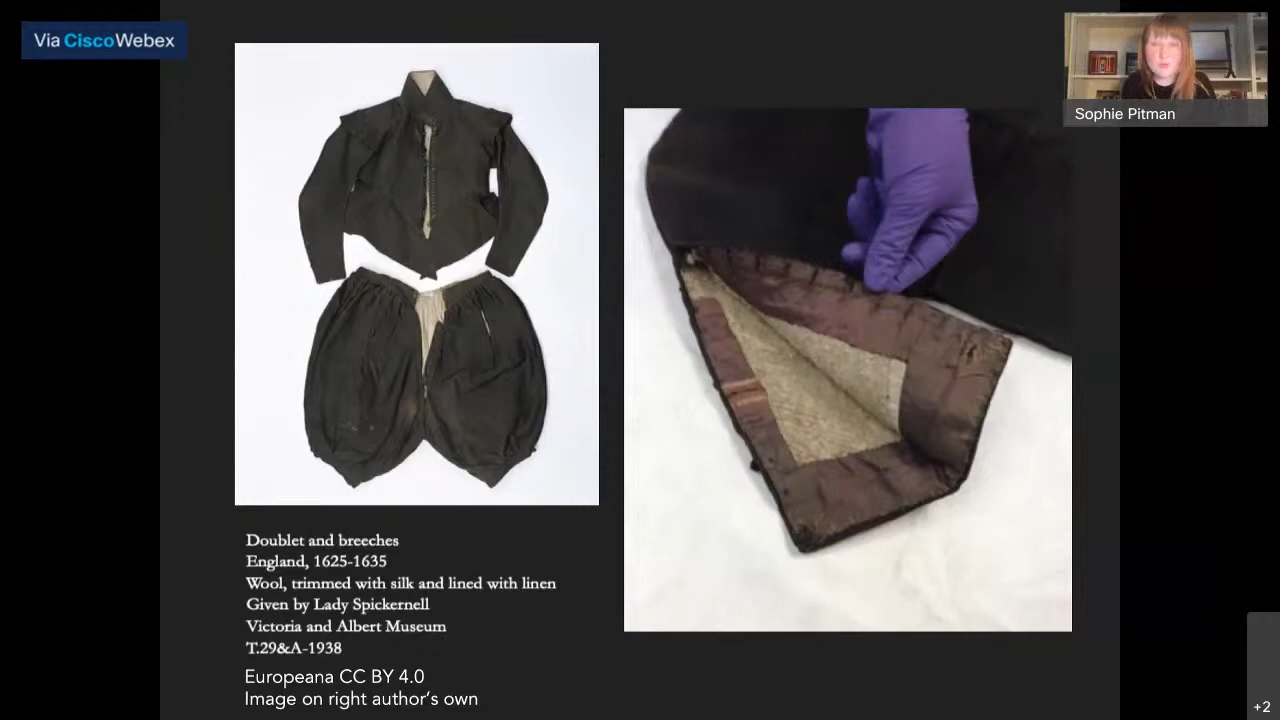 Via CiscoWebex
Sophie Pitman
Doublet and breeches
England, 1625-1635
Wool, trimmed with silk and lined with linen
Given by Lady Spickernell
Victoria and Albert Museum
T.29&A-1938
Europeana CC BY 4.0
Image on right author's own
+2